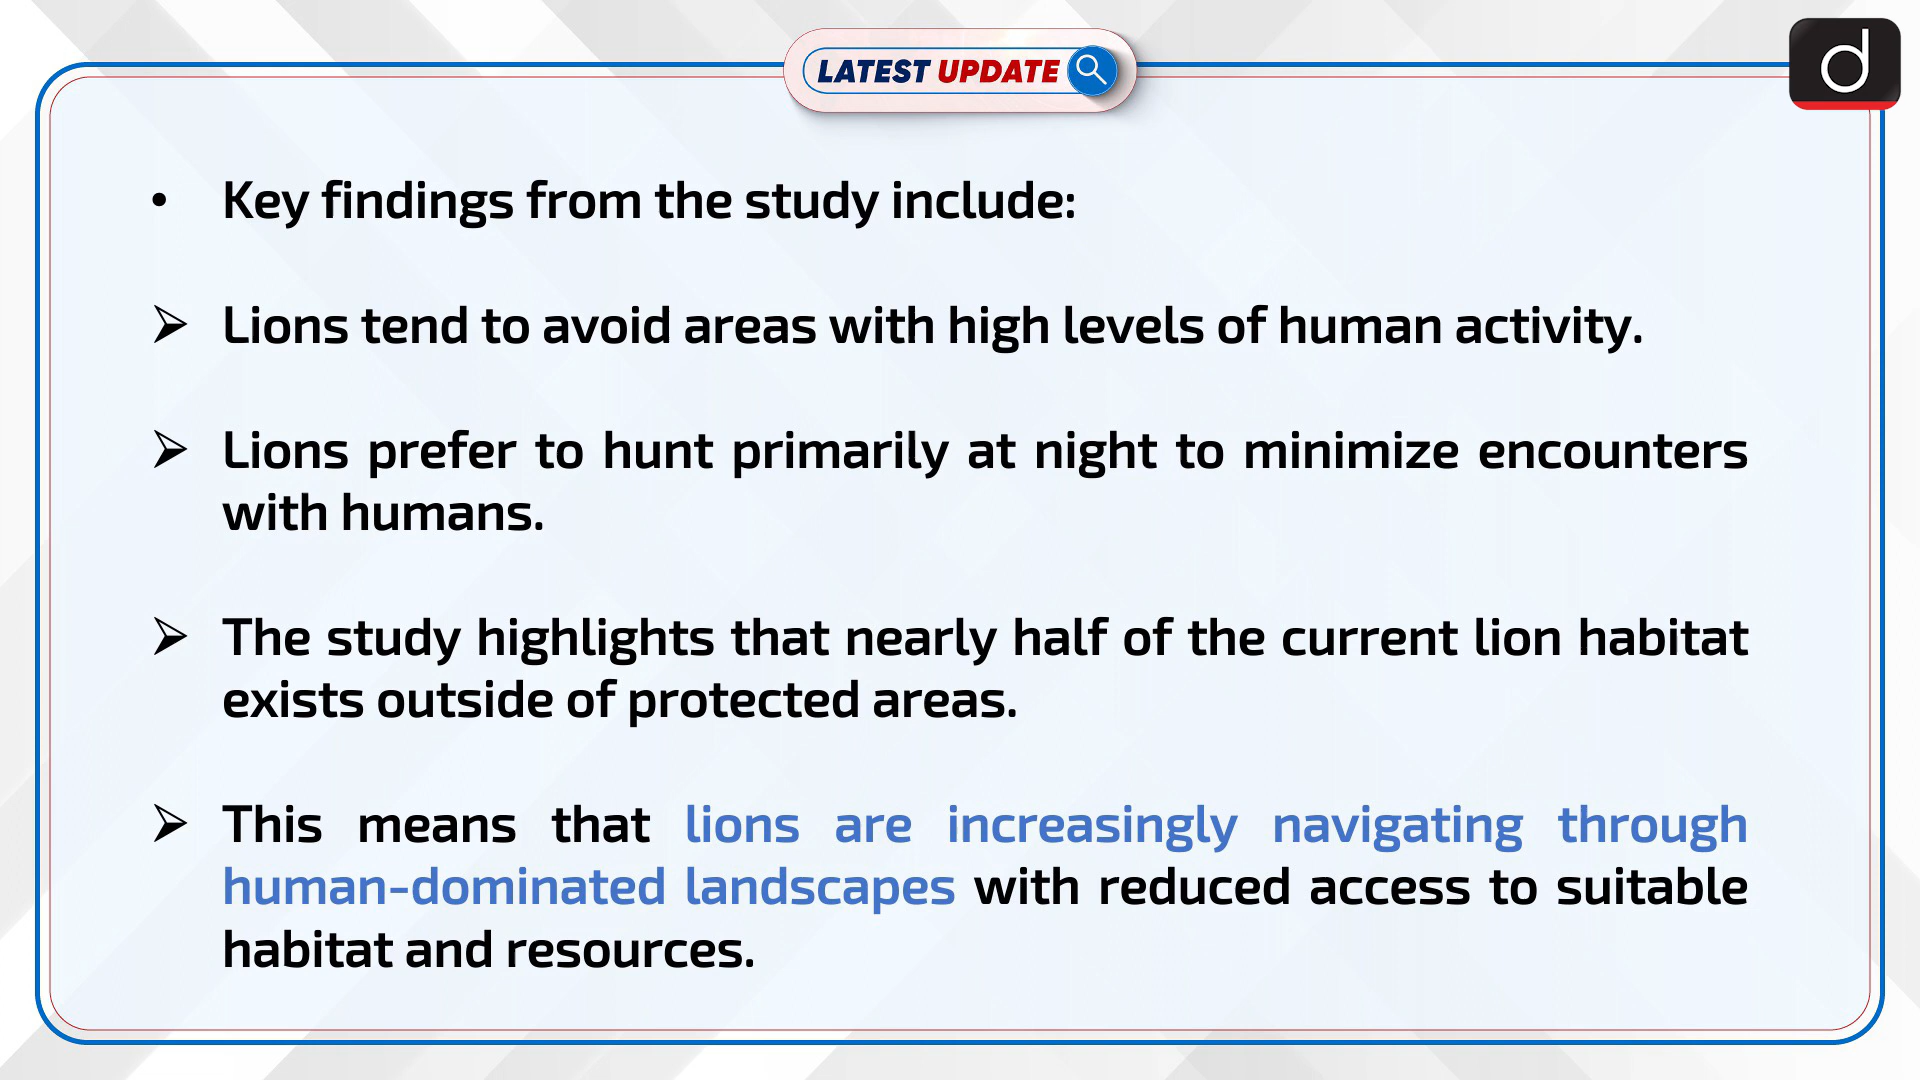 LATEST UPDATE
d
• Key findings from the study include:
➢ Lions tend to avoid areas with high levels of human activity.
➢ Lions prefer to hunt primarily at night to minimize encounters
with humans.
➢ The study highlights that nearly half of the current lion habitat
exists outside of protected areas.
➢ This means that lions are increasingly navigating through
human-dominated landscapes with reduced access to suitable
habitat and resources.